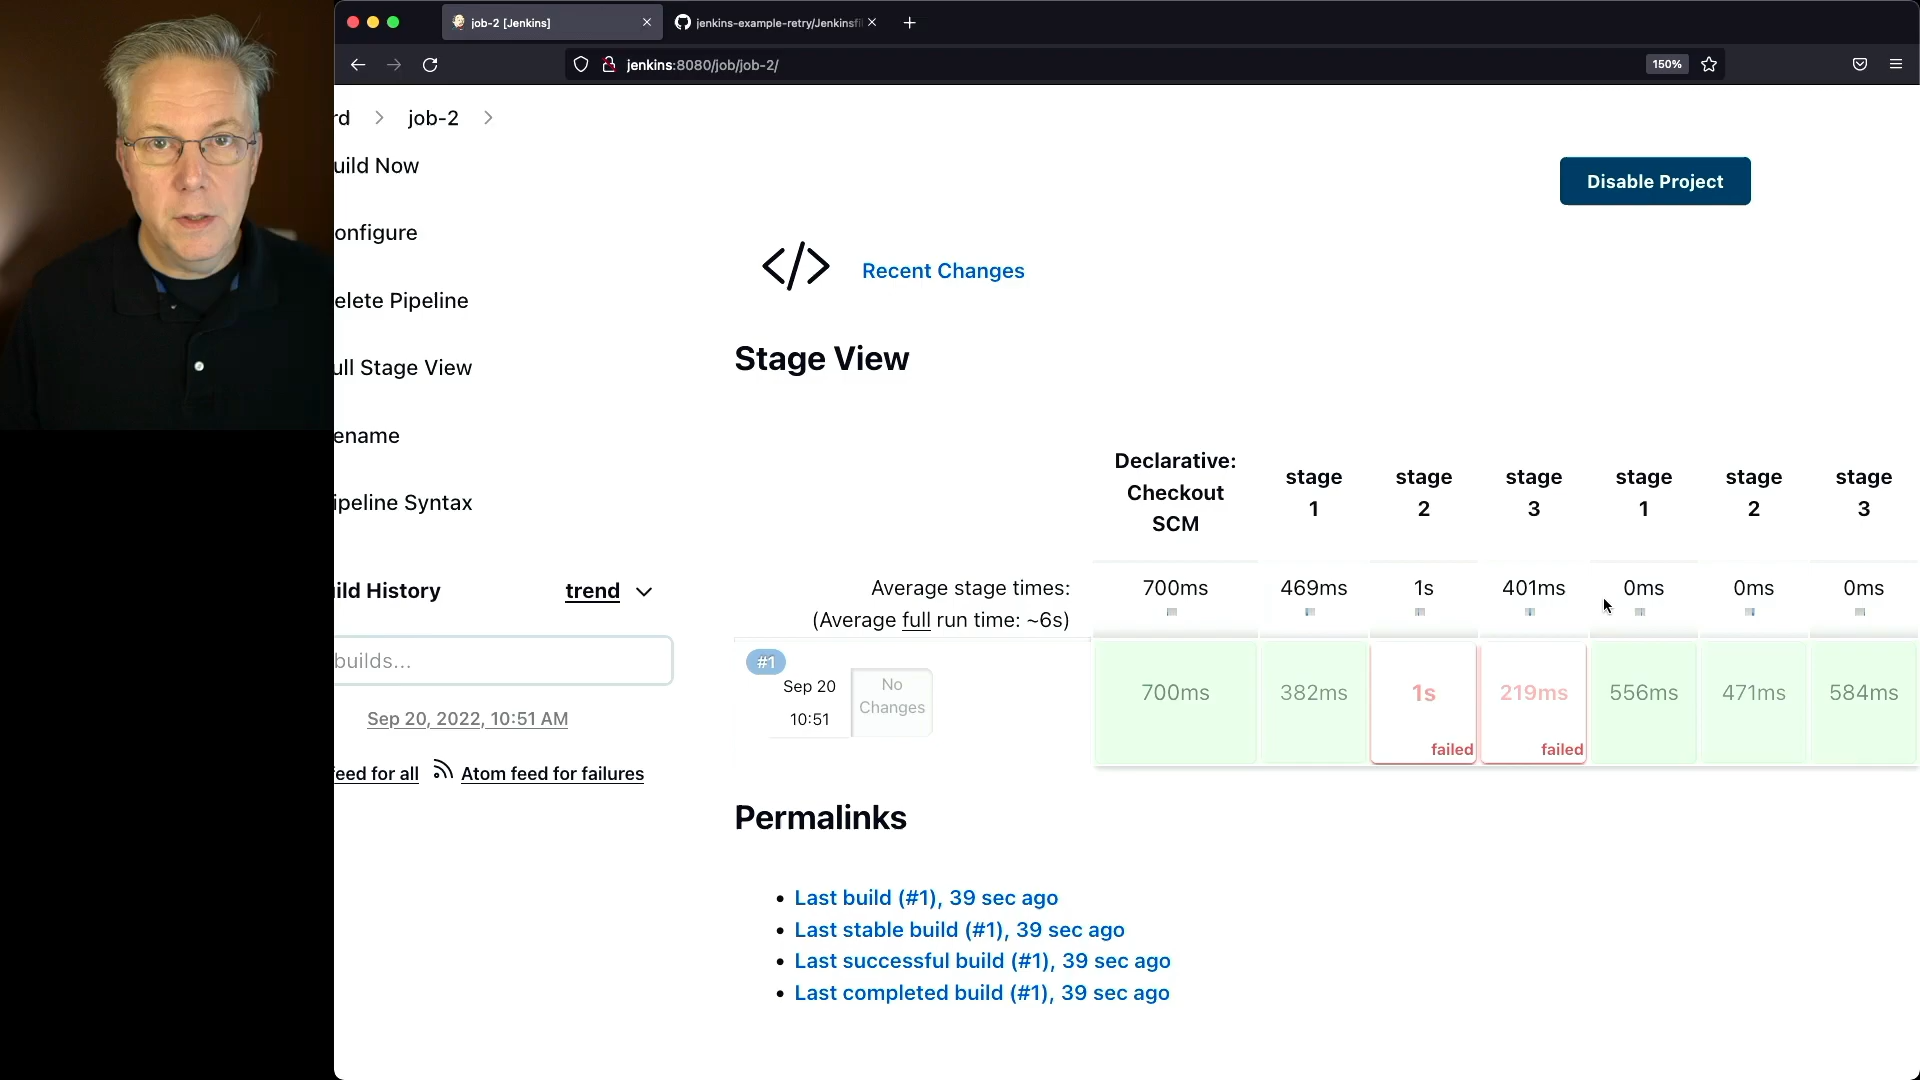 job-2 [Jenkins]
jenkins-example-retry/Jenkinsfil
jenkins:8080/job/job-2/
150%
rd > job-2 >
uild Now
onfigure
elete Pipeline
ull Stage View
ename
ipeline Syntax
Disable Project
</> Recent Changes
Stage View
Declarative:
Checkout
SCM
stage
1
stage
2
stage
3
stage
1
stage
2
stage
3
ild History trend
Average stage times:
(Average full run time: ~6s)
700ms 469ms 1s 401ms 0ms 0ms 0ms
builds...
#1
Sep 20
10:51
No
Changes
700ms 382ms 1s 219ms 556ms 471ms 584ms
failed failed
Sep 20, 2022, 10:51 AM
feed for all Atom feed for failures
Permalinks
• Last build (#1), 39 sec ago
• Last stable build (#1), 39 sec ago
• Last successful build (#1), 39 sec ago
• Last completed build (#1), 39 sec ago